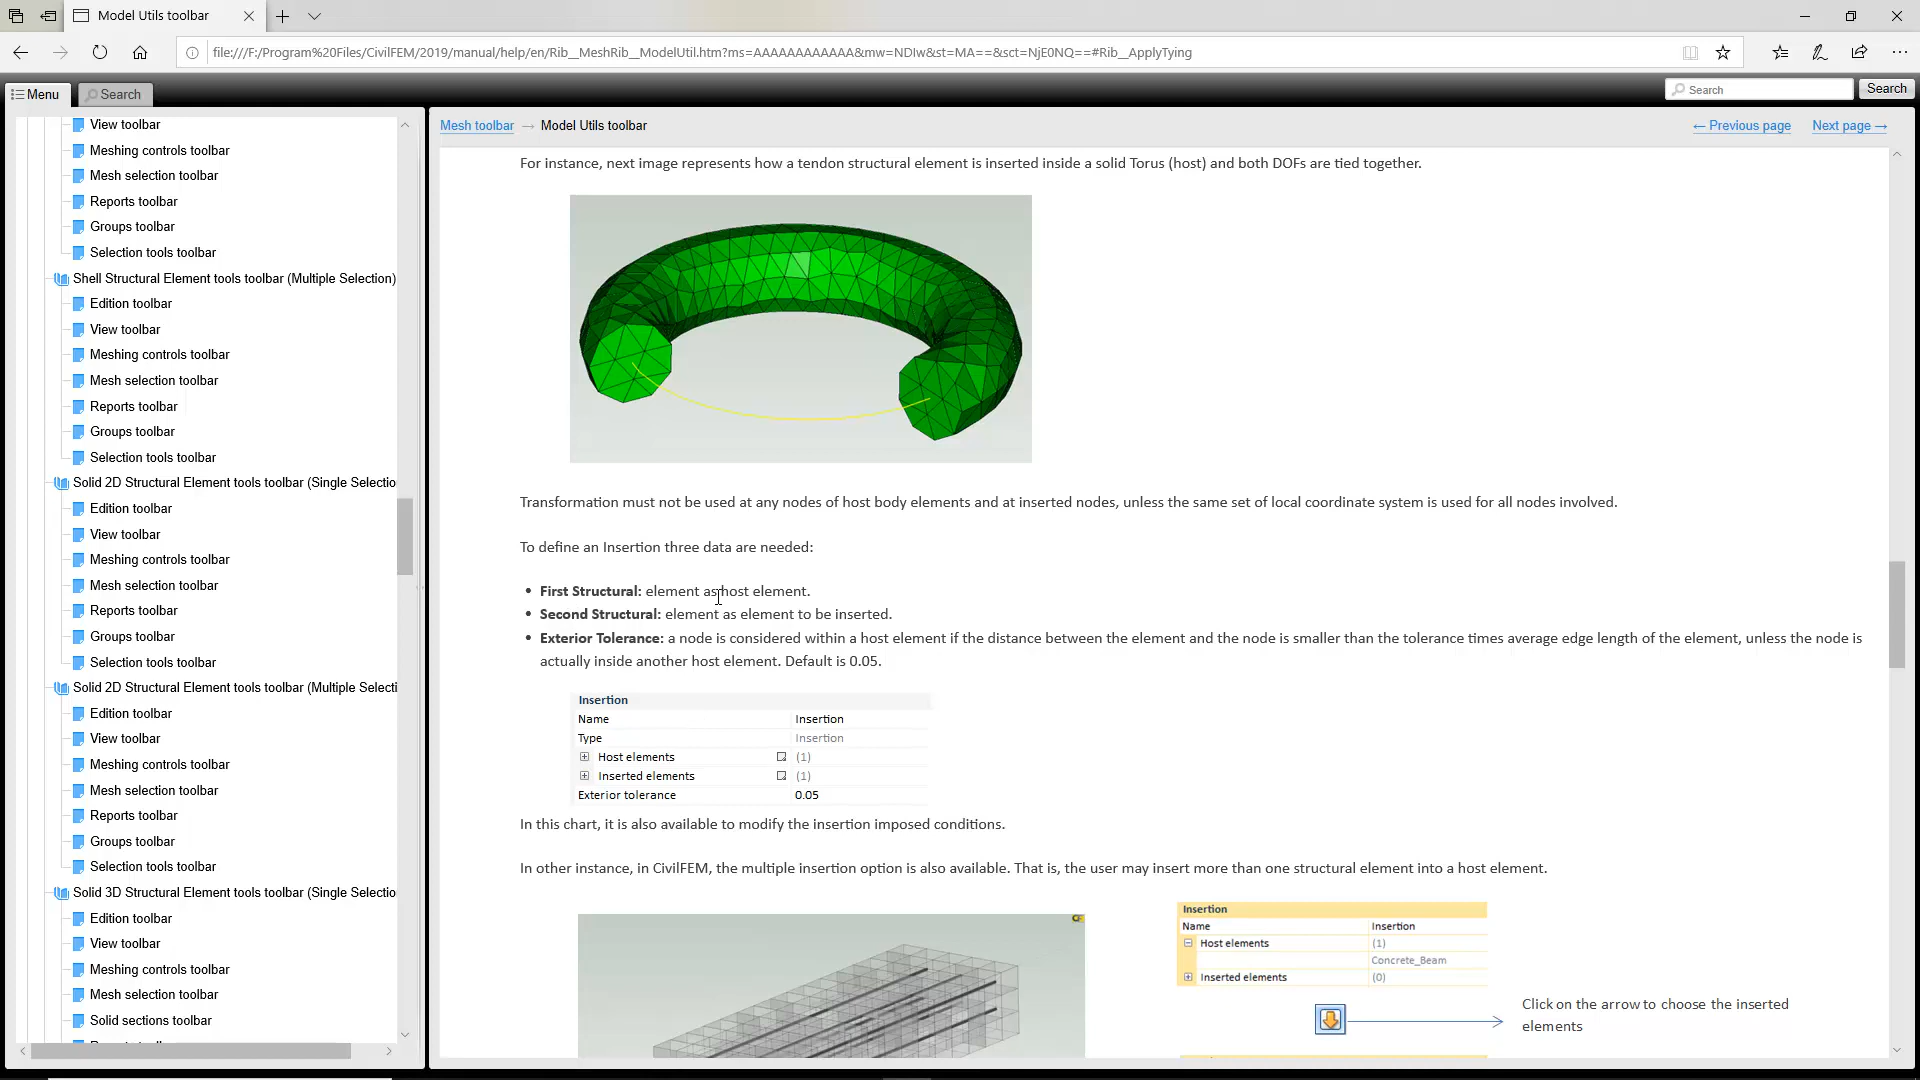 Model Utils toolbar
file:///F:/Program%20Files/CivilFEM/2019/manual/help/en/Rib__MeshRib__ModelUtil.htm?ms=AAAAAAAAAAAA&mw=NDIw&st=MA==&sct=NjE0NQ==#Rib__ApplyTying
Menu
Search
Search
Search
View toolbar
Meshing controls toolbar
Mesh selection toolbar
Reports toolbar
Groups toolbar
Selection tools toolbar
Shell Structural Element tools toolbar (Multiple Selection)
Edition toolbar
View toolbar
Meshing controls toolbar
Mesh selection toolbar
Reports toolbar
Groups toolbar
Selection tools toolbar
Solid 2D Structural Element tools toolbar (Single Selectio
Edition toolbar
View toolbar
Meshing controls toolbar
Mesh selection toolbar
Reports toolbar
Groups toolbar
Selection tools toolbar
Solid 2D Structural Element tools toolbar (Multiple Selecti
Edition toolbar
View toolbar
Meshing controls toolbar
Mesh selection toolbar
Reports toolbar
Groups toolbar
Selection tools toolbar
Solid 3D Structural Element tools toolbar (Single Selectio
Edition toolbar
View toolbar
Meshing controls toolbar
Mesh selection toolbar
Solid sections toolbar
Mesh toolbar → Model Utils toolbar
← Previous page Next page →
For instance, next image represents how a tendon structural element is inserted inside a solid Torus (host) and both DOFs are tied together.
Transformation must not be used at any nodes of host body elements and at inserted nodes, unless the same set of local coordinate system is used for all nodes involved.
To define an Insertion three data are needed:
• First Structural: element as host element.
• Second Structural: element as element to be inserted.
• Exterior Tolerance: a node is considered within a host element if the distance between the element and the node is smaller than the tolerance times average edge length of the element, unless the node is
actually inside another host element. Default is 0.05.
Insertion
Name Insertion
Type Insertion
Host elements (1)
Inserted elements (1)
Exterior tolerance 0.05
In this chart, it is also available to modify the insertion imposed conditions.
In other instance, in CivilFEM, the multiple insertion option is also available. That is, the user may insert more than one structural element into a host element.
Insertion
Name Insertion
Host elements (1)
Concrete_Beam
Inserted elements (0)
Click on the arrow to choose the inserted
elements